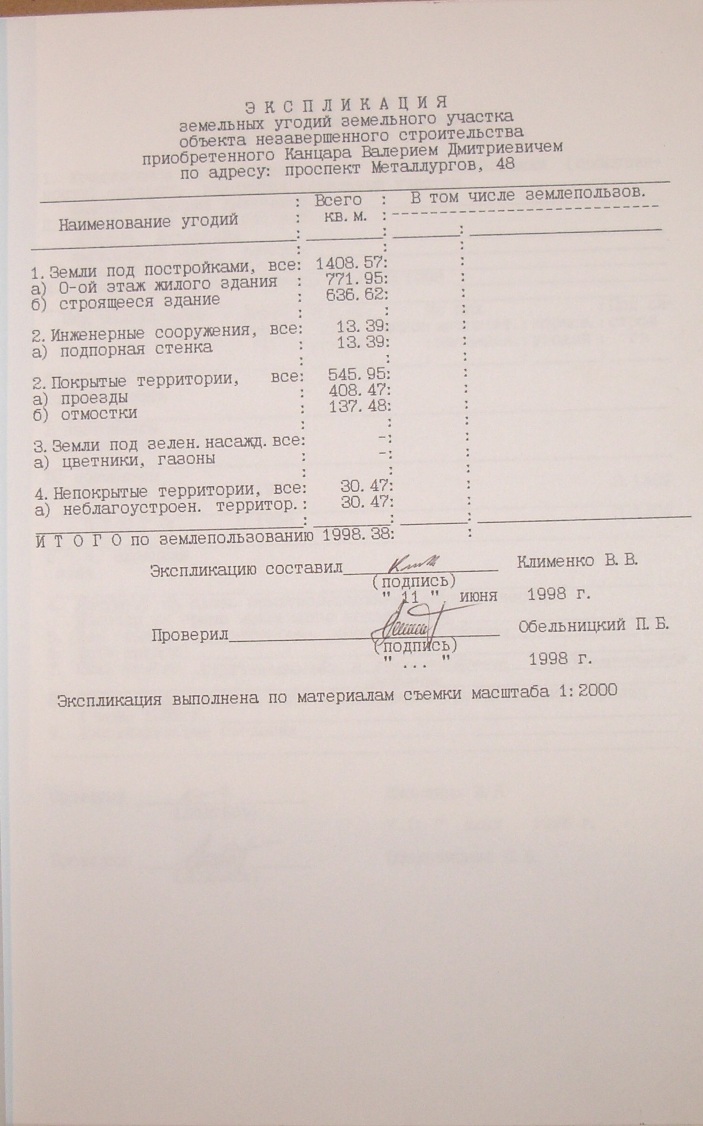 Э К С П Л И К А Ц И Я
земельных угодий земельного участка
объекта незавершенного строительства
приобретенного Канцара Валерием Дмитриевичем
по адресу: проспект Металлургов, 48
: Всего : В том числе землепользов.
Наименование угодий : кв. м. :
1. Земли под постройками, все: 1408.57: :
а) 0-ой этаж жилого здания : 771.95: :
б) строящееся здание : 636.62: :
2. Инженерные сооружения, все: 13.39: :
а) подпорная стенка : 13.39: :
2. Покрытые территории, все: 545.95: :
а) проезды : 408.47: :
б) отмостки : 137.48: :
3. Земли под зелен. насажд. все: -: :
а) цветники, газоны : -: :
4. Непокрытые территории, все: 30.47: :
а) неблагоустроен. территор. : 30.47: :
И Т О Г О по землепользованию 1998.38: :
Экспликацию составил Клименко В. В.
(подпись)
" 11 " июня 1998 г.
Проверил Обельницкий П. Б.
(подпись)
" ... " 1998 г.
Экспликация выполнена по материалам съемки масштаба 1:2000